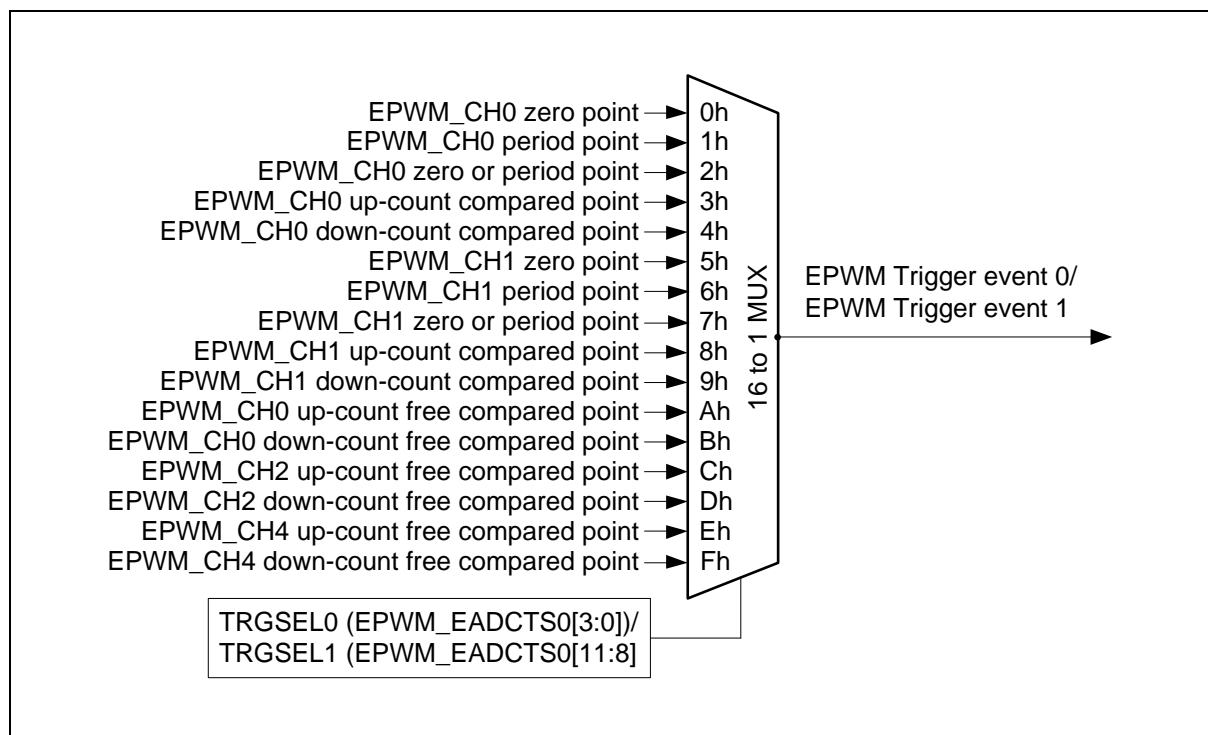 EPWM_CH0 zero point 0h
EPWM_CH0 period point 1h
EPWM_CH0 zero or period point 2h
EPWM_CH0 up-count compared point 3h
EPWM_CH0 down-count compared point 4h
EPWM_CH1 zero point 5h
EPWM_CH1 period point 6h
EPWM_CH1 zero or period point 7h
EPWM_CH1 up-count compared point 8h
EPWM_CH1 down-count compared point 9h
EPWM_CH0 up-count free compared point Ah
EPWM_CH0 down-count free compared point Bh
EPWM_CH2 up-count free compared point Ch
EPWM_CH2 down-count free compared point Dh
EPWM_CH4 up-count free compared point Eh
EPWM_CH4 down-count free compared point Fh
16 to 1 MUX
EPWM Trigger event 0/
EPWM Trigger event 1
TRGSEL0 (EPWM_EADCTS0[3:0])/
TRGSEL1 (EPWM_EADCTS0[11:8]